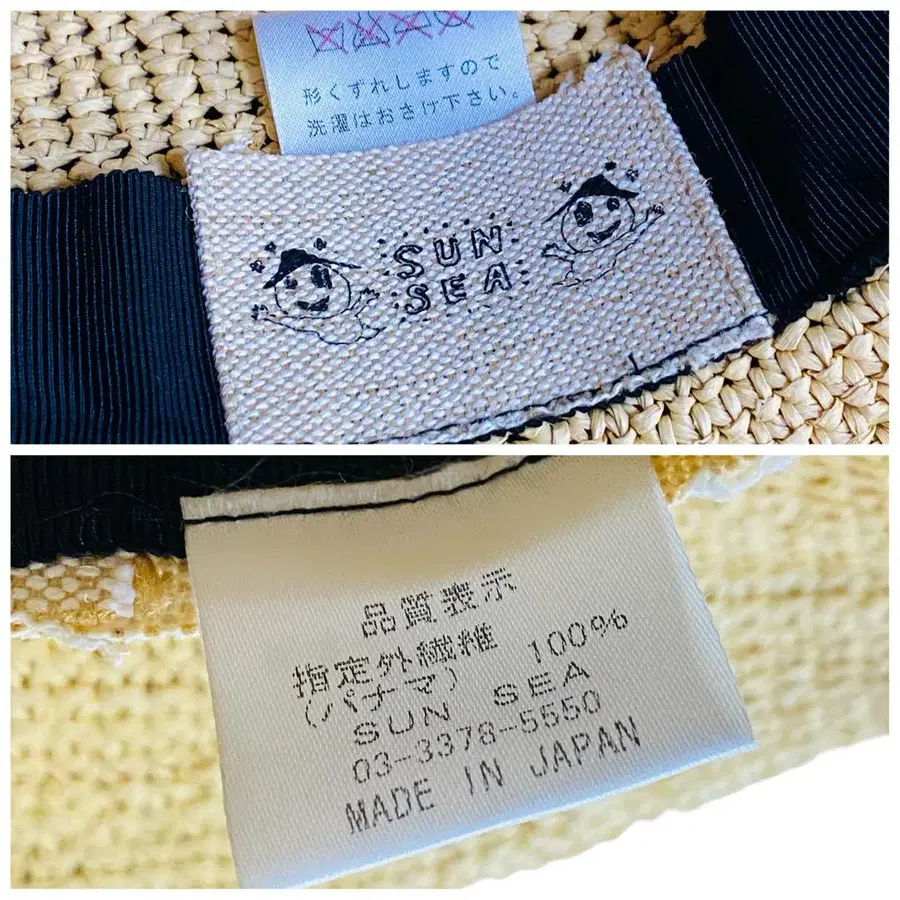 形くずれしますので
洗濯はおさけ下さい。
SUN
SEA
品質表示
指定外繊維 100%
(パナマ)
SUN SEA
03-3378-5550
MADE IN JAPAN